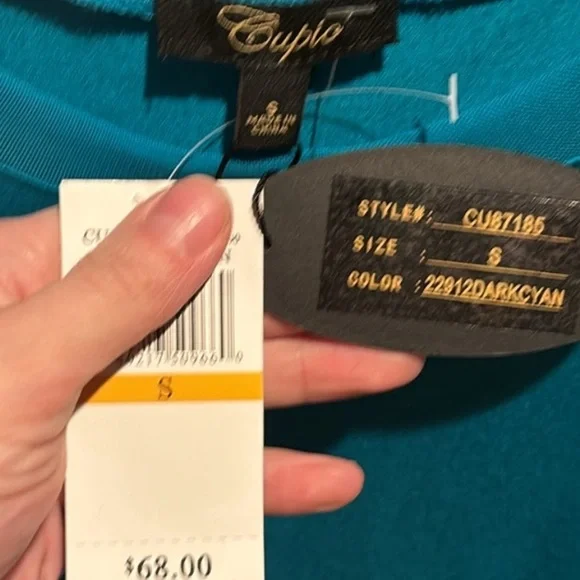 Cupio
S
MADE IN
CHINA
STYLE#: CU87185
SIZE : S
COLOR : 22912DARKCYAN
S
$68.00